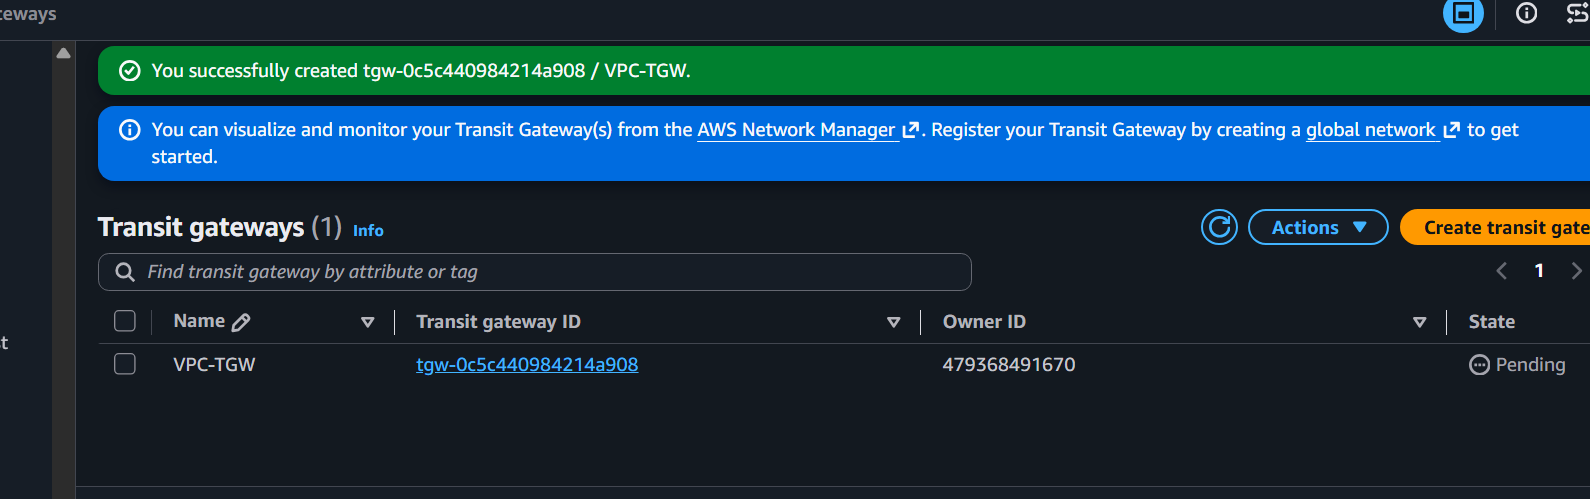 eways
You successfully created tgw-0c5c440984214a908 / VPC-TGW.
You can visualize and monitor your Transit Gateway(s) from the AWS Network Manager. Register your Transit Gateway by creating a global network to get
started.
Transit gateways (1) Info
Actions
Create transit gate
Find transit gateway by attribute or tag
1
Name Transit gateway ID Owner ID State
t
VPC-TGW tgw-0c5c440984214a908 479368491670 Pending